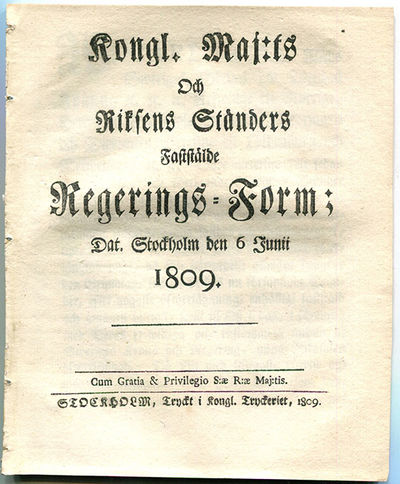 Kongl. Maj:ts
Och
Riksens Ständers
Faststälde
Regerings-Form;
Dat. Stockholm den 6 Junii
1809.
Cum Gratia & Privilegio S:æ R:æ Maj:tis.
STOCKHOLM, Tryckt i Kongl. Tryckeriet, 1809.